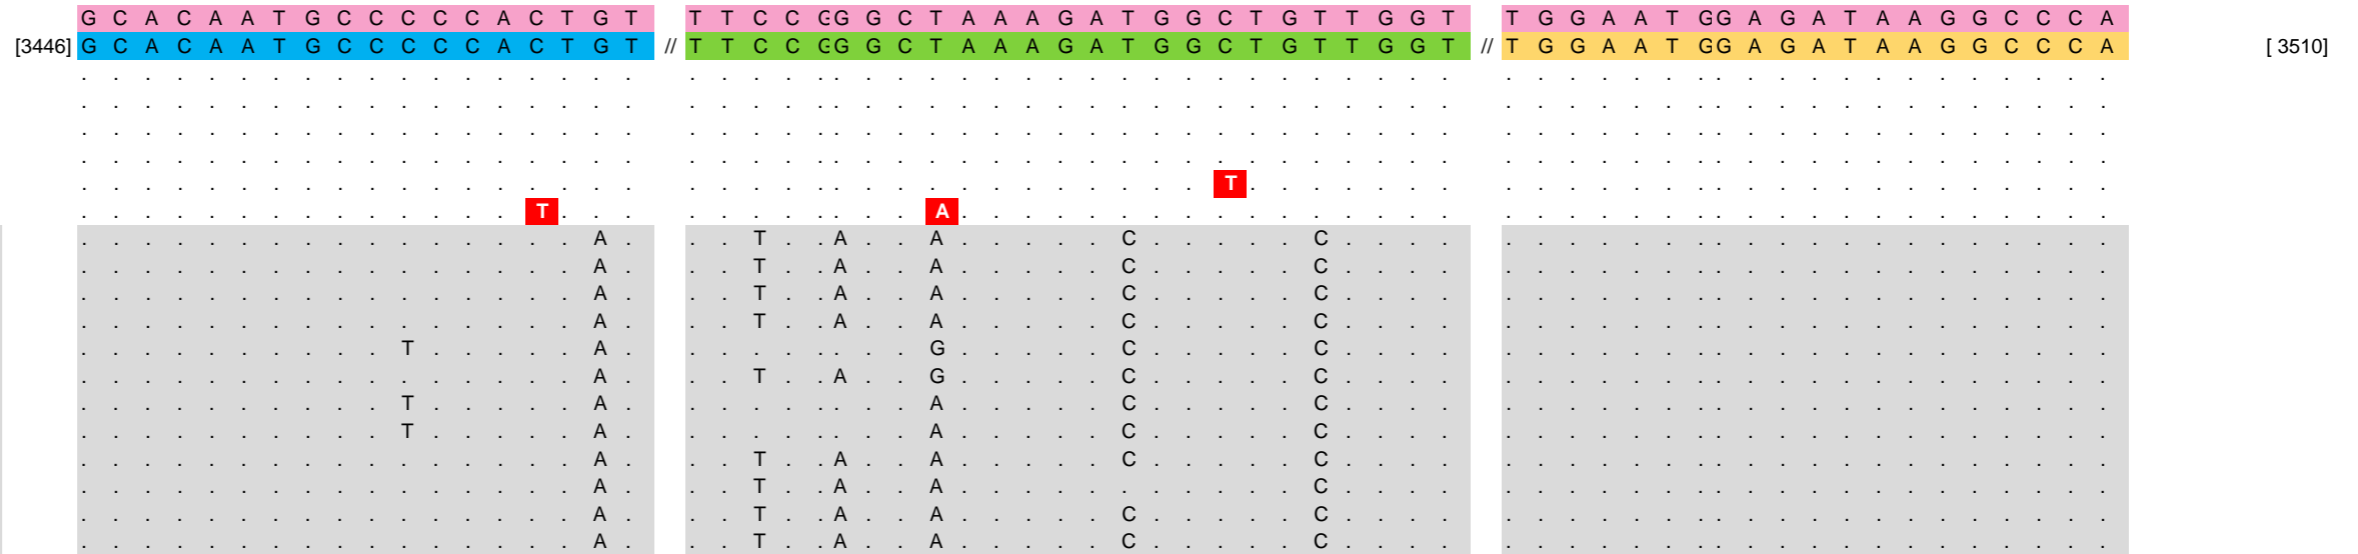 G C A C A A T G C C C C C A C T G T T T C C G G G C T A A A G A T G G C T G T T G G T T G G A A T G G A G A T A A G G C C C A
[3446] G C A C A A T G C C C C C A C T G T // T T C C G G G C T A A A G A T G G C T G T T G G T // T G G A A T G G A G A T A A G G C C C A [ 3510]
. . . . . . . . . . . . . . . . . . . . . . . . . . . . . . . . . . . . . . . . . . . . . . . . . . . . . . . . . . . . . . .
. . . . . . . . . . . . . . . . . . . . . . . . . . . . . . . . . . . . . . . . . . . . . . . . . . . . . . . . . . . . . . .
. . . . . . . . . . . . . . . . . . . . . . . . . . . . . . . . . . . . . . . . . . . . . . . . . . . . . . . . . . . . . . .
. . . . . . . . . . . . . . . . . . . . . . . . . . . . . . . . . . . . . . . . . . . . . . . . . . . . . . . . . . . . . . .
. . . . . . . . . . . . . . . . . . . . . . . . . . . . . . . . . . . T . . . . . . . . . . . . . . . . . . . . . . . . . . .
. . . . . . . . . . . . . . T . . . . . . . . . . . A . . . . . . . . . . . . . . . . . . . . . . . . . . . . . . . . . . . .
. . . . . . . . . . . . . . . . A . . . T . . A . . A . . . . . C . . . . . C . . . . . . . . . . . . . . . . . . . . . . . .
. . . . . . . . . . . . . . . . A . . . T . . A . . A . . . . . C . . . . . C . . . . . . . . . . . . . . . . . . . . . . . .
. . . . . . . . . . . . . . . . A . . . T . . A . . A . . . . . C . . . . . C . . . . . . . . . . . . . . . . . . . . . . . .
. . . . . . . . . . . . . . . . A . . . T . . A . . A . . . . . C . . . . . C . . . . . . . . . . . . . . . . . . . . . . . .
. . . . . . . . . . T . . . . . A . . . . . . . . . G . . . . . C . . . . . C . . . . . . . . . . . . . . . . . . . . . . . .
. . . . . . . . . . . . . . . . A . . . T . . A . . G . . . . . C . . . . . C . . . . . . . . . . . . . . . . . . . . . . . .
. . . . . . . . . . T . . . . . A . . . . . . . . . A . . . . . C . . . . . C . . . . . . . . . . . . . . . . . . . . . . . .
. . . . . . . . . . T . . . . . A . . . . . . . . . A . . . . . C . . . . . C . . . . . . . . . . . . . . . . . . . . . . . .
. . . . . . . . . . . . . . . . A . . . T . . A . . A . . . . . C . . . . . C . . . . . . . . . . . . . . . . . . . . . . . .
. . . . . . . . . . . . . . . . A . . . T . . A . . A . . . . . . . . . . . C . . . . . . . . . . . . . . . . . . . . . . . .
. . . . . . . . . . . . . . . . A . . . T . . A . . A . . . . . C . . . . . C . . . . . . . . . . . . . . . . . . . . . . . .
. . . . . . . . . . . . . . . . A . . . T . . A . . A . . . . . C . . . . . C . . . . . . . . . . . . . . . . . . . . . . . .